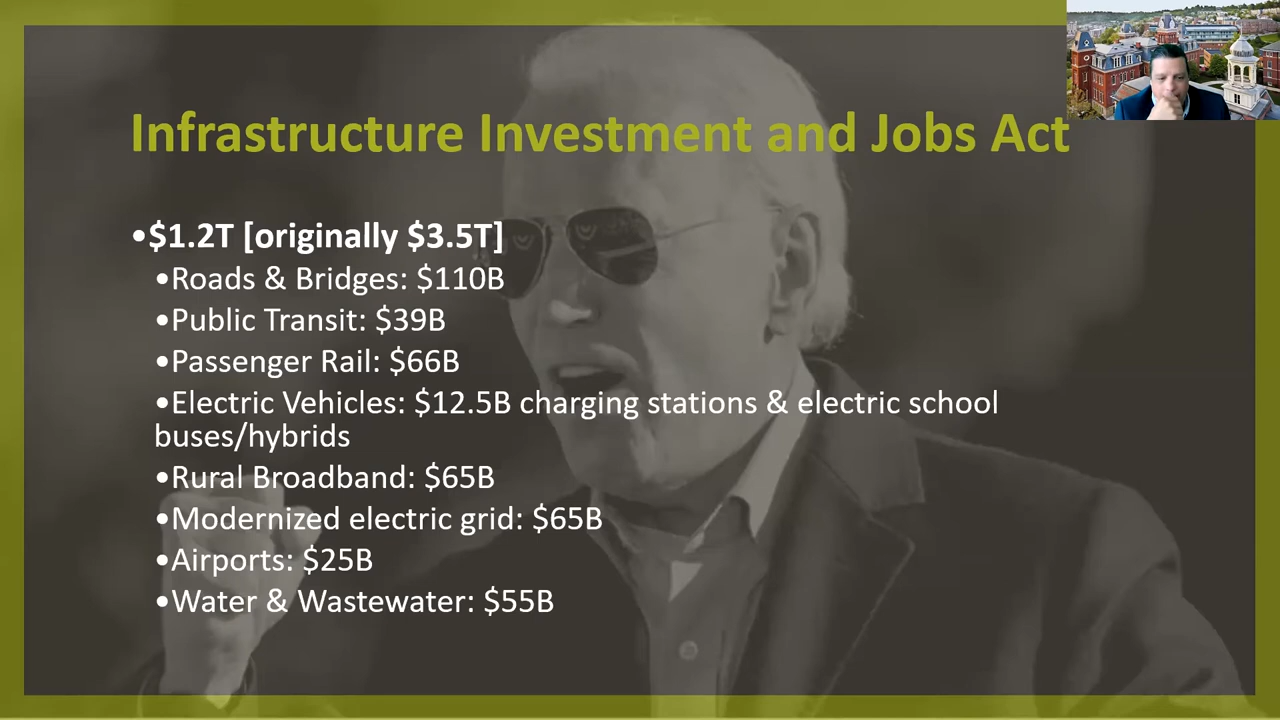 Infrastructure Investment and Jobs Act
•$1.2T [originally $3.5T]
•Roads & Bridges: $110B
•Public Transit: $39B
•Passenger Rail: $66B
•Electric Vehicles: $12.5B charging stations & electric school
buses/hybrids
•Rural Broadband: $65B
•Modernized electric grid: $65B
•Airports: $25B
•Water & Wastewater: $55B